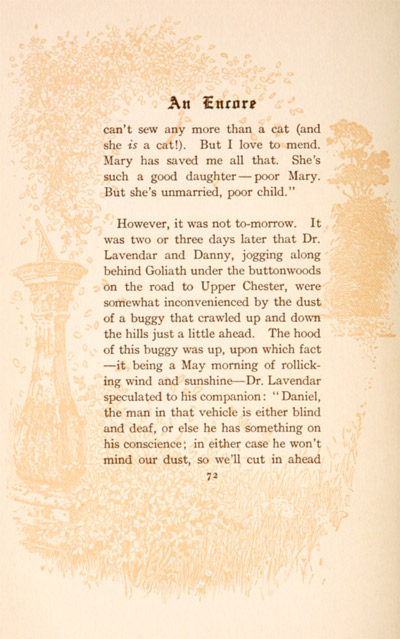 An Encore
can't sew any more than a cat (and
she is a cat!). But I love to mend.
Mary has saved me all that. She's
such a good daughter—poor Mary.
But she's unmarried, poor child."
However, it was not to-morrow. It
was two or three days later that Dr.
Lavendar and Danny, jogging along
behind Goliath under the buttonwoods
on the road to Upper Chester, were
somewhat inconvenienced by the dust
of a buggy that crawled up and down
the hills just a little ahead. The hood
of this buggy was up, upon which fact
—it being a May morning of rollick-
ing wind and sunshine—Dr. Lavendar
speculated to his companion: "Daniel,
the man in that vehicle is either blind
and deaf, or else he has something on
his conscience; in either case he won't
mind our dust, so we'll cut in ahead
72